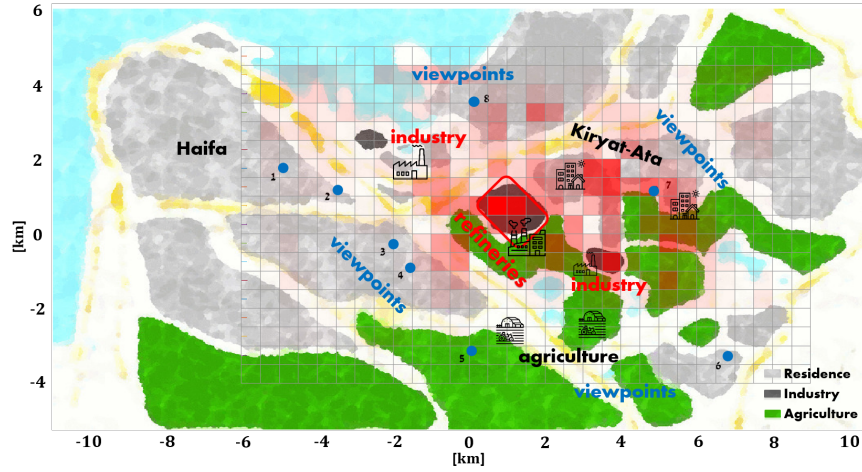 6
viewpoints
8
4
industry
Kiryat-Ata
viewpoints
Haifa
2
1
2
7
refineries
0
[km]
3
4
viewpoints
industry
-2
5
agriculture
6
-4
viewpoints
Residence
Industry
Agriculture
-10 -8 -6 -4 -2 0 2 4 6 8 10
[km]